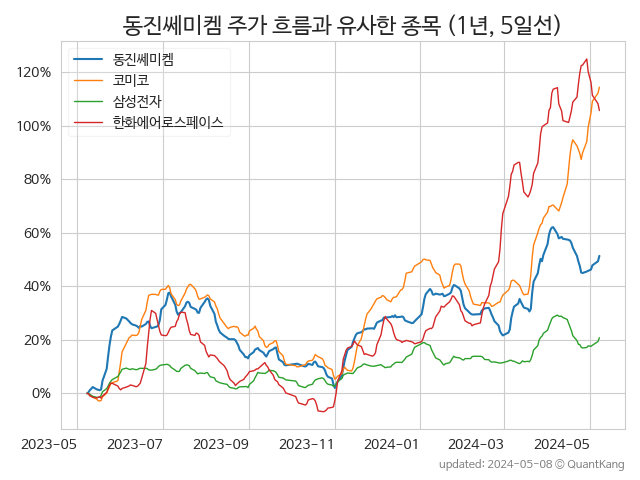 동진쎄미켐 주가 흐름과 유사한 종목 (1년, 5일선)
동진쎄미켐
코미코
삼성전자
한화에어로스페이스
120%
100%
80%
60%
40%
20%
0%
2023-05 2023-07 2023-09 2023-11 2024-01 2024-03 2024-05
updated: 2024-05-08 © QuantKang